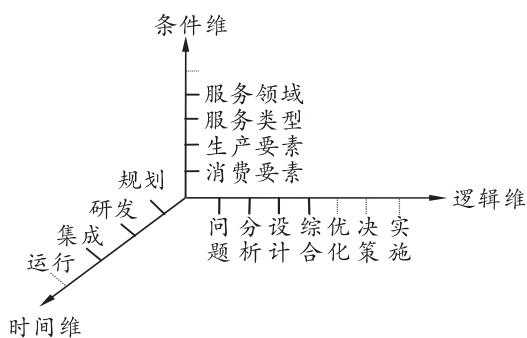 条件维
服务领域
服务类型
生产要素
消费要素
规划
研发
集成
运行
时间维
问题
分析
设计
综合
优化
决策
实施
逻辑维